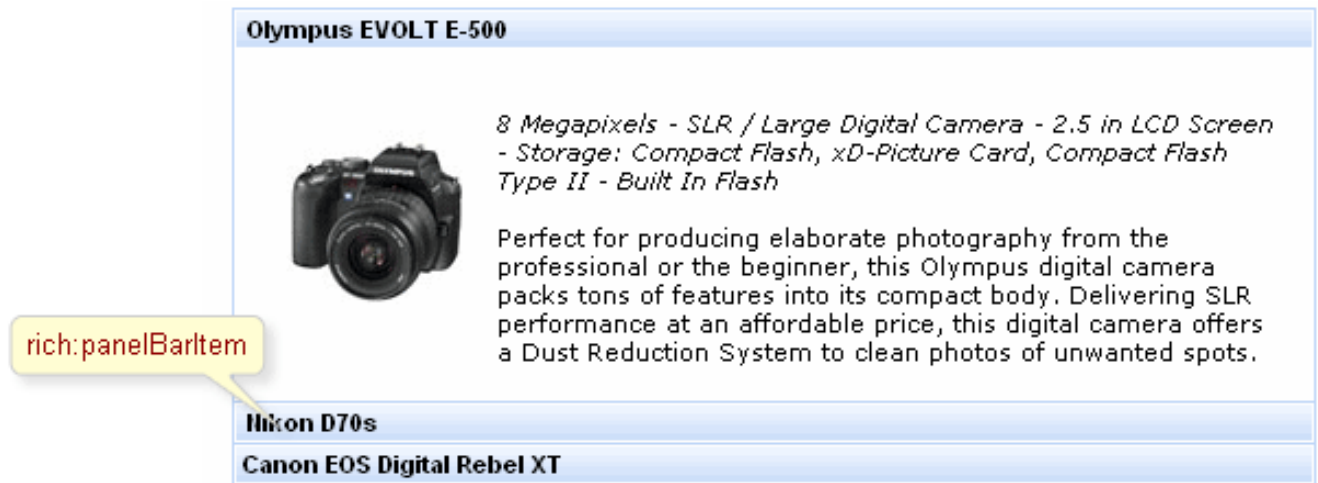 Olympus EVOLT E-500
8 Megapixels - SLR / Large Digital Camera - 2.5 in LCD Screen
- Storage: Compact Flash, xD-Picture Card, Compact Flash
Type II - Built In Flash
Perfect for producing elaborate photography from the
professional or the beginner, this Olympus digital camera
packs tons of features into its compact body. Delivering SLR
performance at an affordable price, this digital camera offers
a Dust Reduction System to clean photos of unwanted spots.
rich:panelBarItem
Nikon D70s
Canon EOS Digital Rebel XT